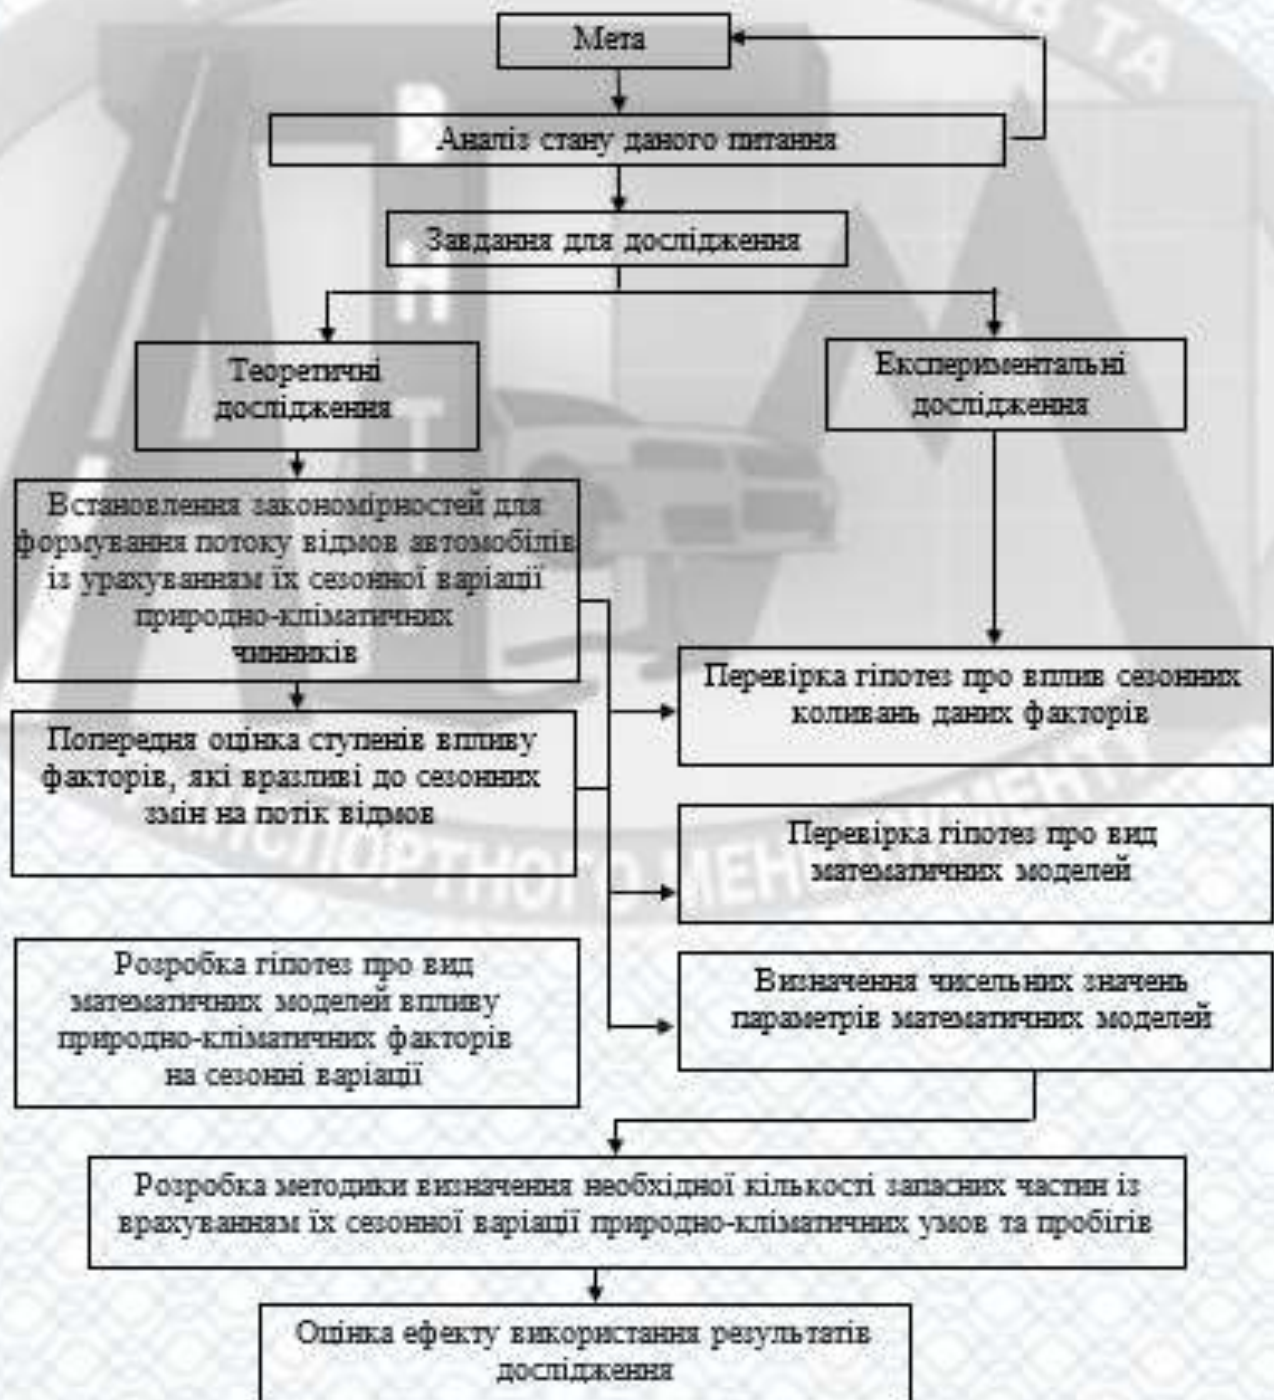 Мета
Аналіз стану даного питання
Завдання для дослідження
Теоретичні
дослідження
Експериментальні
дослідження
Встановлення закономірностей для
формування потоку відмов автомобілів
із урахуванням їх сезонної варіації
природно-кліматичних
чинників
Попередня оцінка ступенів впливу
факторів, які вразливі до сезонних
змін на потік відмов
Розробка гіпотез про вид
математичних моделей впливу
природно-кліматичних факторів
на сезонні варіації
Перевірка гіпотез про вплив сезонних
коливань даних факторів
Перевірка гіпотез про вид
математичних моделей
Визначення чисельних значень
параметрів математичних моделей
Розробка методики визначення необхідної кількості запасних частин із
врахуванням їх сезонної варіації природно-кліматичних умов та пробігів
Оцінка ефекту використання результатів
дослідження
ТА